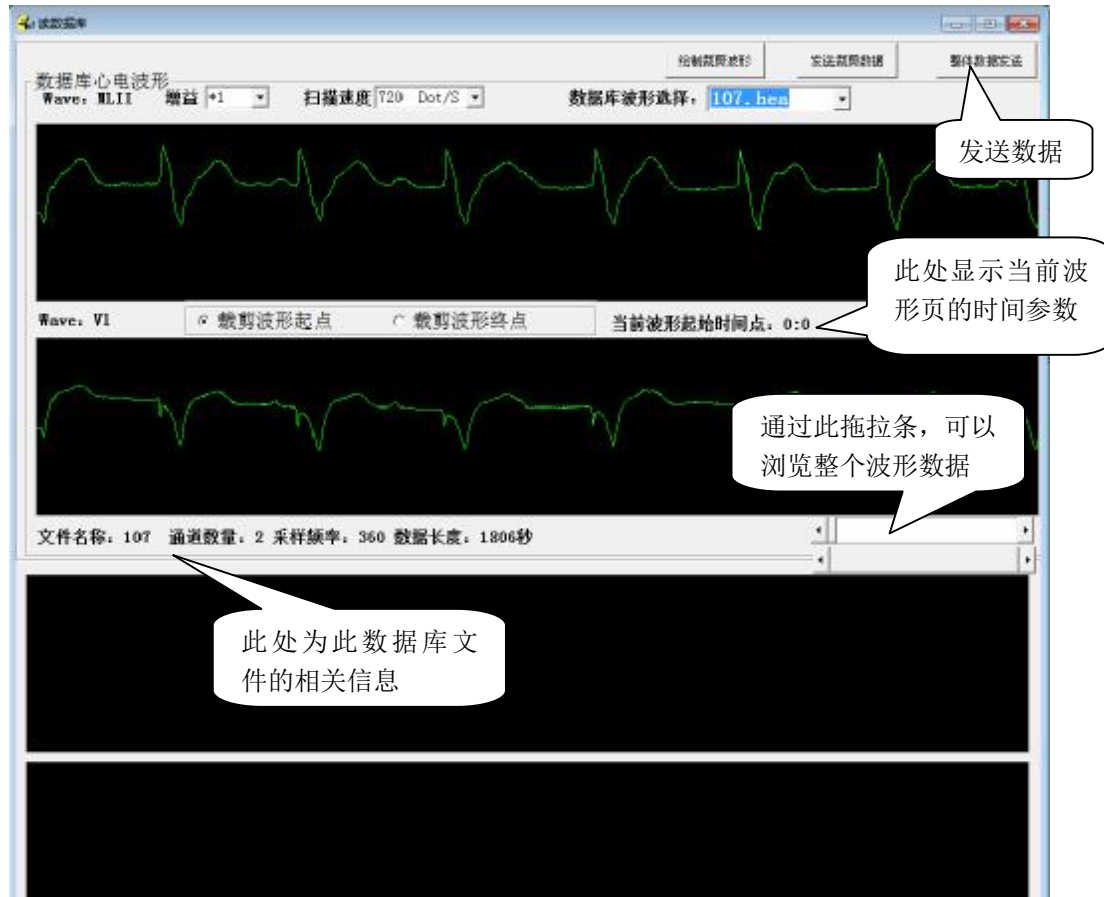 读数据库
绘制裁剪波形 发送裁剪数据 整体数据发送
数据库心电波形
Wave: MLII 增益 *1 扫描速度 720 Dot/S 数据库波形选择: 107.hea
发送数据
此处显示当前波
形页的时间参数
Wave: V1 裁剪波形起点 裁剪波形终点 当前波形起始时间点: 0:0
通过此拖拉条，可以
浏览整个波形数据
文件名称: 107 通道数量: 2 采样频率: 360 数据长度: 1806秒
此处为此数据库文
件的相关信息